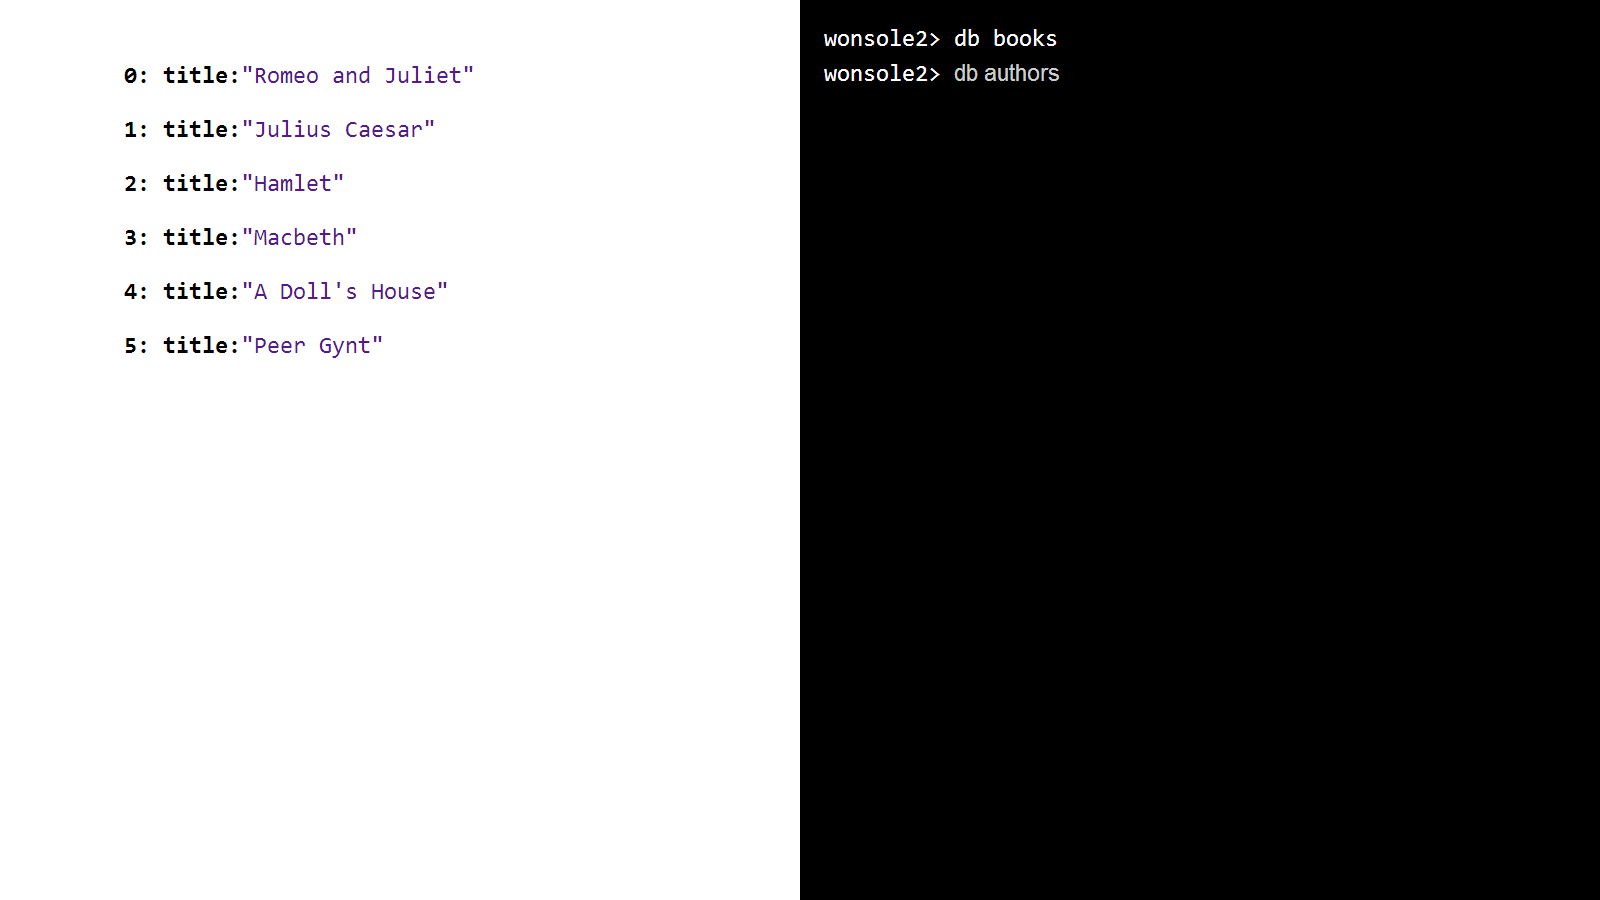 0: title:"Romeo and Juliet"
1: title:"Julius Caesar"
2: title:"Hamlet"
3: title:"Macbeth"
4: title:"A Doll's House"
5: title:"Peer Gynt"
wonsole2> db books
wonsole2> db authors